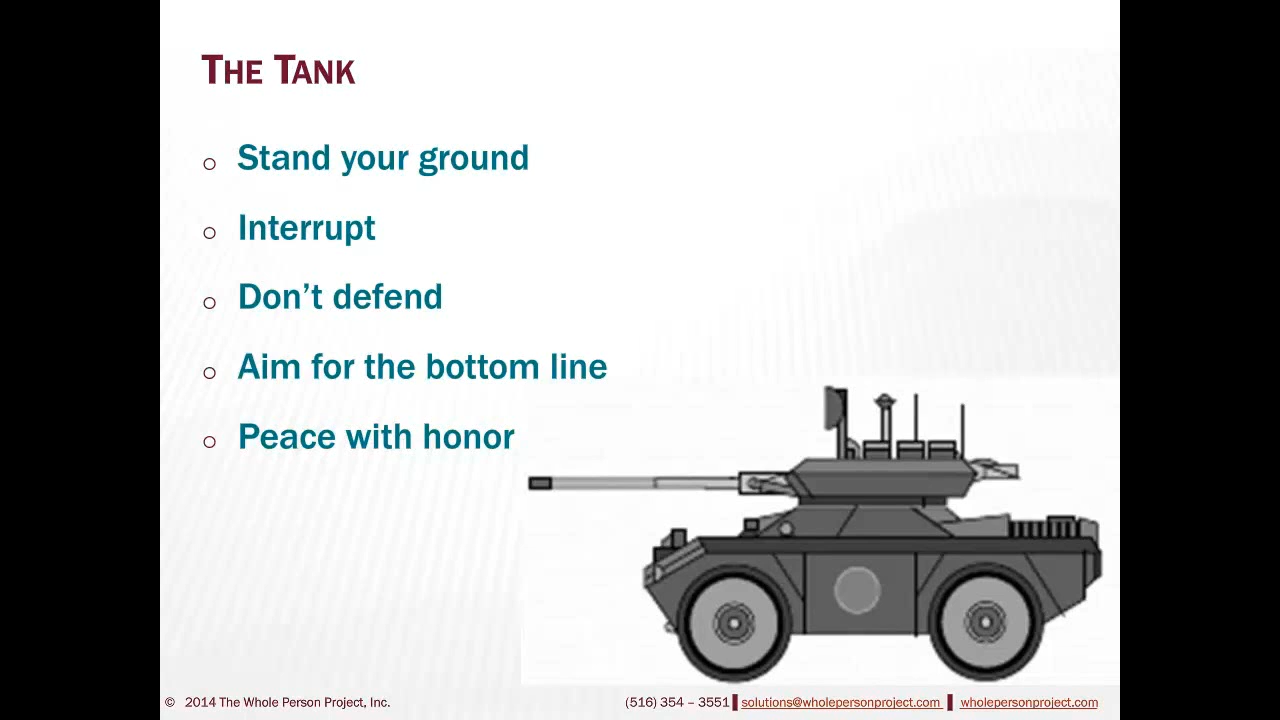 THE TANK
o Stand your ground
o Interrupt
o Don’t defend
o Aim for the bottom line
o Peace with honor
© 2014 The Whole Person Project, Inc. (516) 354 – 3551 | solutions@wholepersonproject.com | wholepersonproject.com